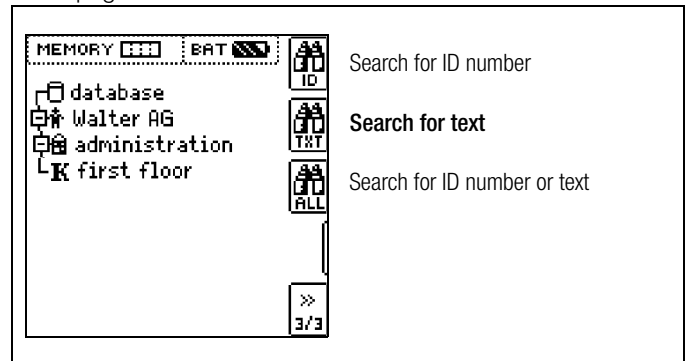 MEMORY BAT
ID
Search for ID number
database
Walter AG
TXT
Search for text
administration
first floor
ALL
Search for ID number or text
»
3/3